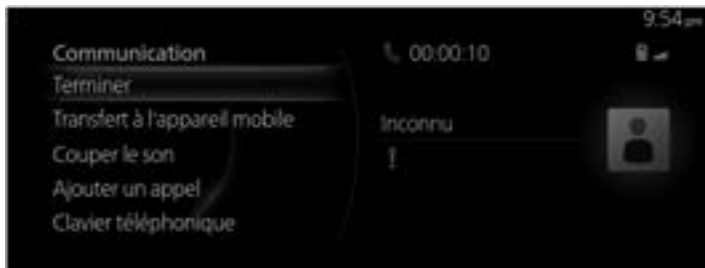 9:54 pm
Communication
00:00:10
Terminer
Transfert à l'appareil mobile
Inconnu
Couper le son
Ajouter un appel
Clavier téléphonique